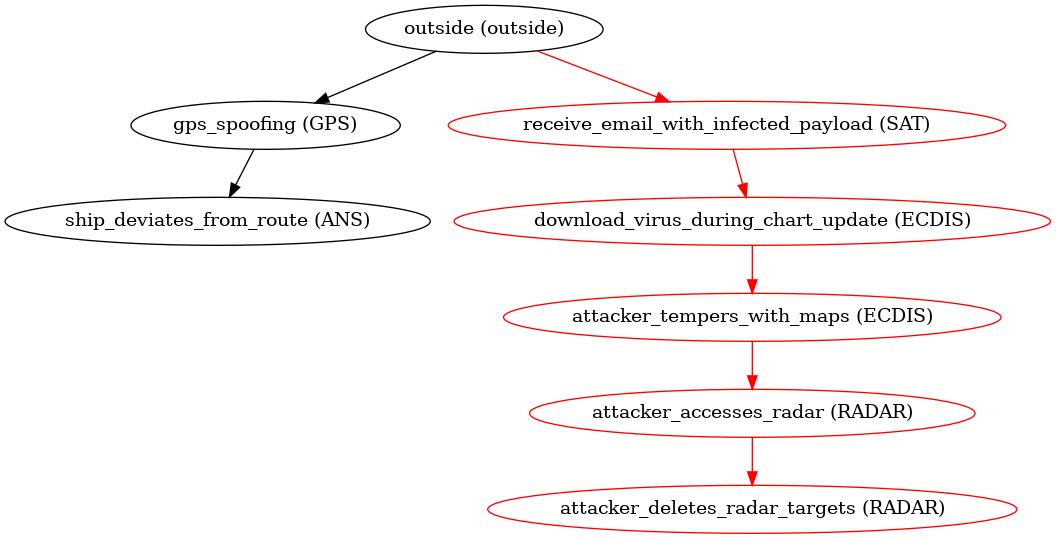 outside (outside)
gps_spoofing (GPS)
receive_email_with_infected_payload (SAT)
ship_deviates_from_route (ANS)
download_virus_during_chart_update (ECDIS)
attacker_tempers_with_maps (ECDIS)
attacker_accesses_radar (RADAR)
attacker_deletes_radar_targets (RADAR)